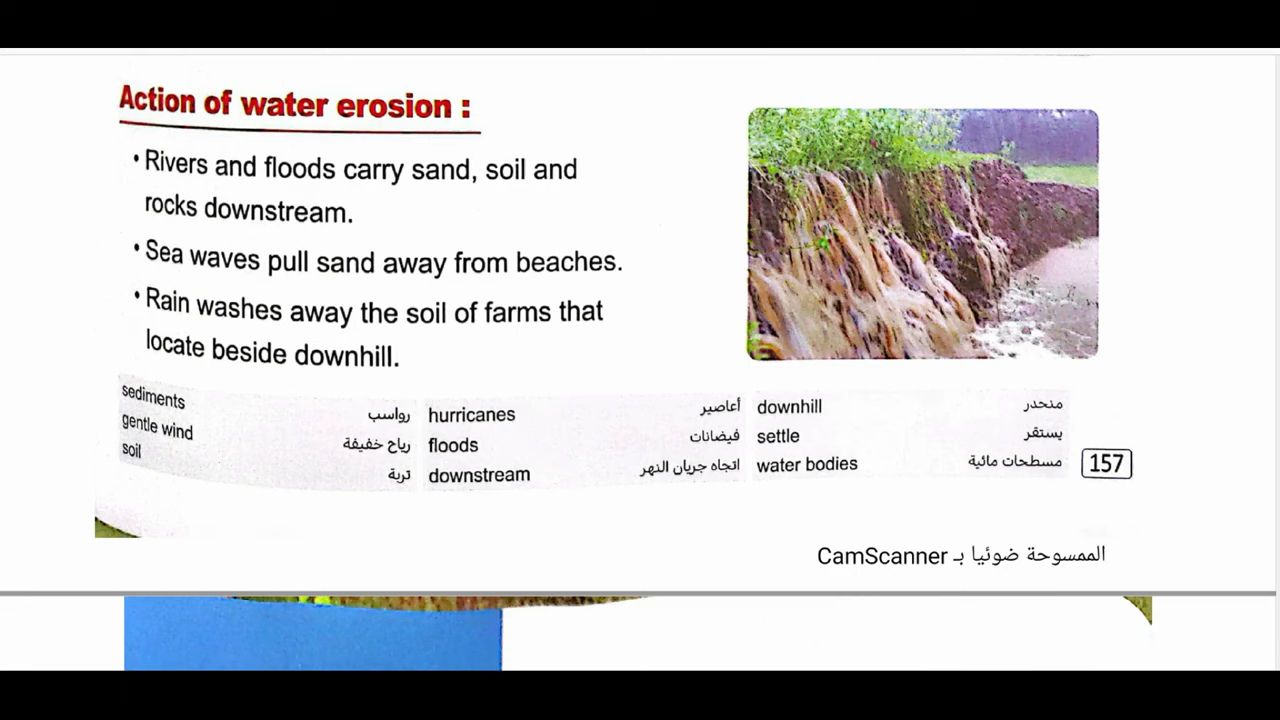 Action of water erosion :
• Rivers and floods carry sand, soil and
rocks downstream.
• Sea waves pull sand away from beaches.
• Rain washes away the soil of farms that
locate beside downhill.
sediments رواسب hurricanes أعاصير downhill منحدر
gentle wind رياح خفيفة floods فيضانات settle يستقر
soil تربة downstream اتجاه جريان النهر water bodies مسطحات مائية
157
الممسوحة ضوئيا بـ CamScanner